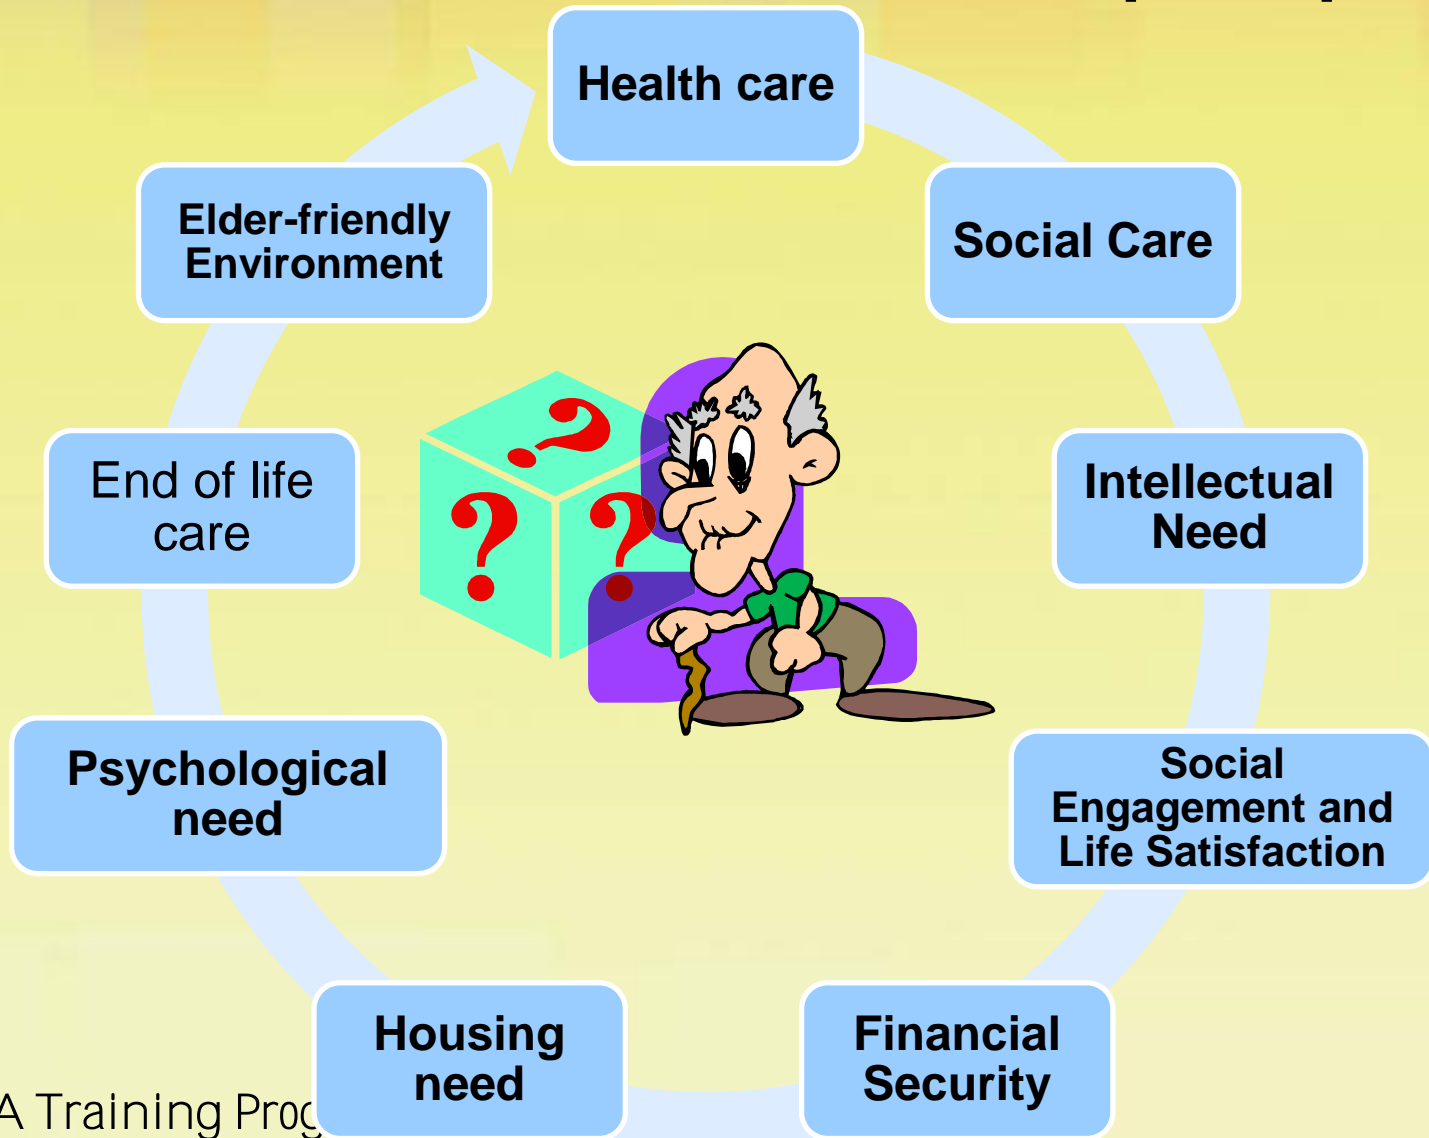 Health care
Social Care
Intellectual
Need
Social
Engagement and
Life Satisfaction
Financial
Security
Housing
need
Psychological
need
End of life
care
Elder-friendly
Environment
?
?
?
A Training